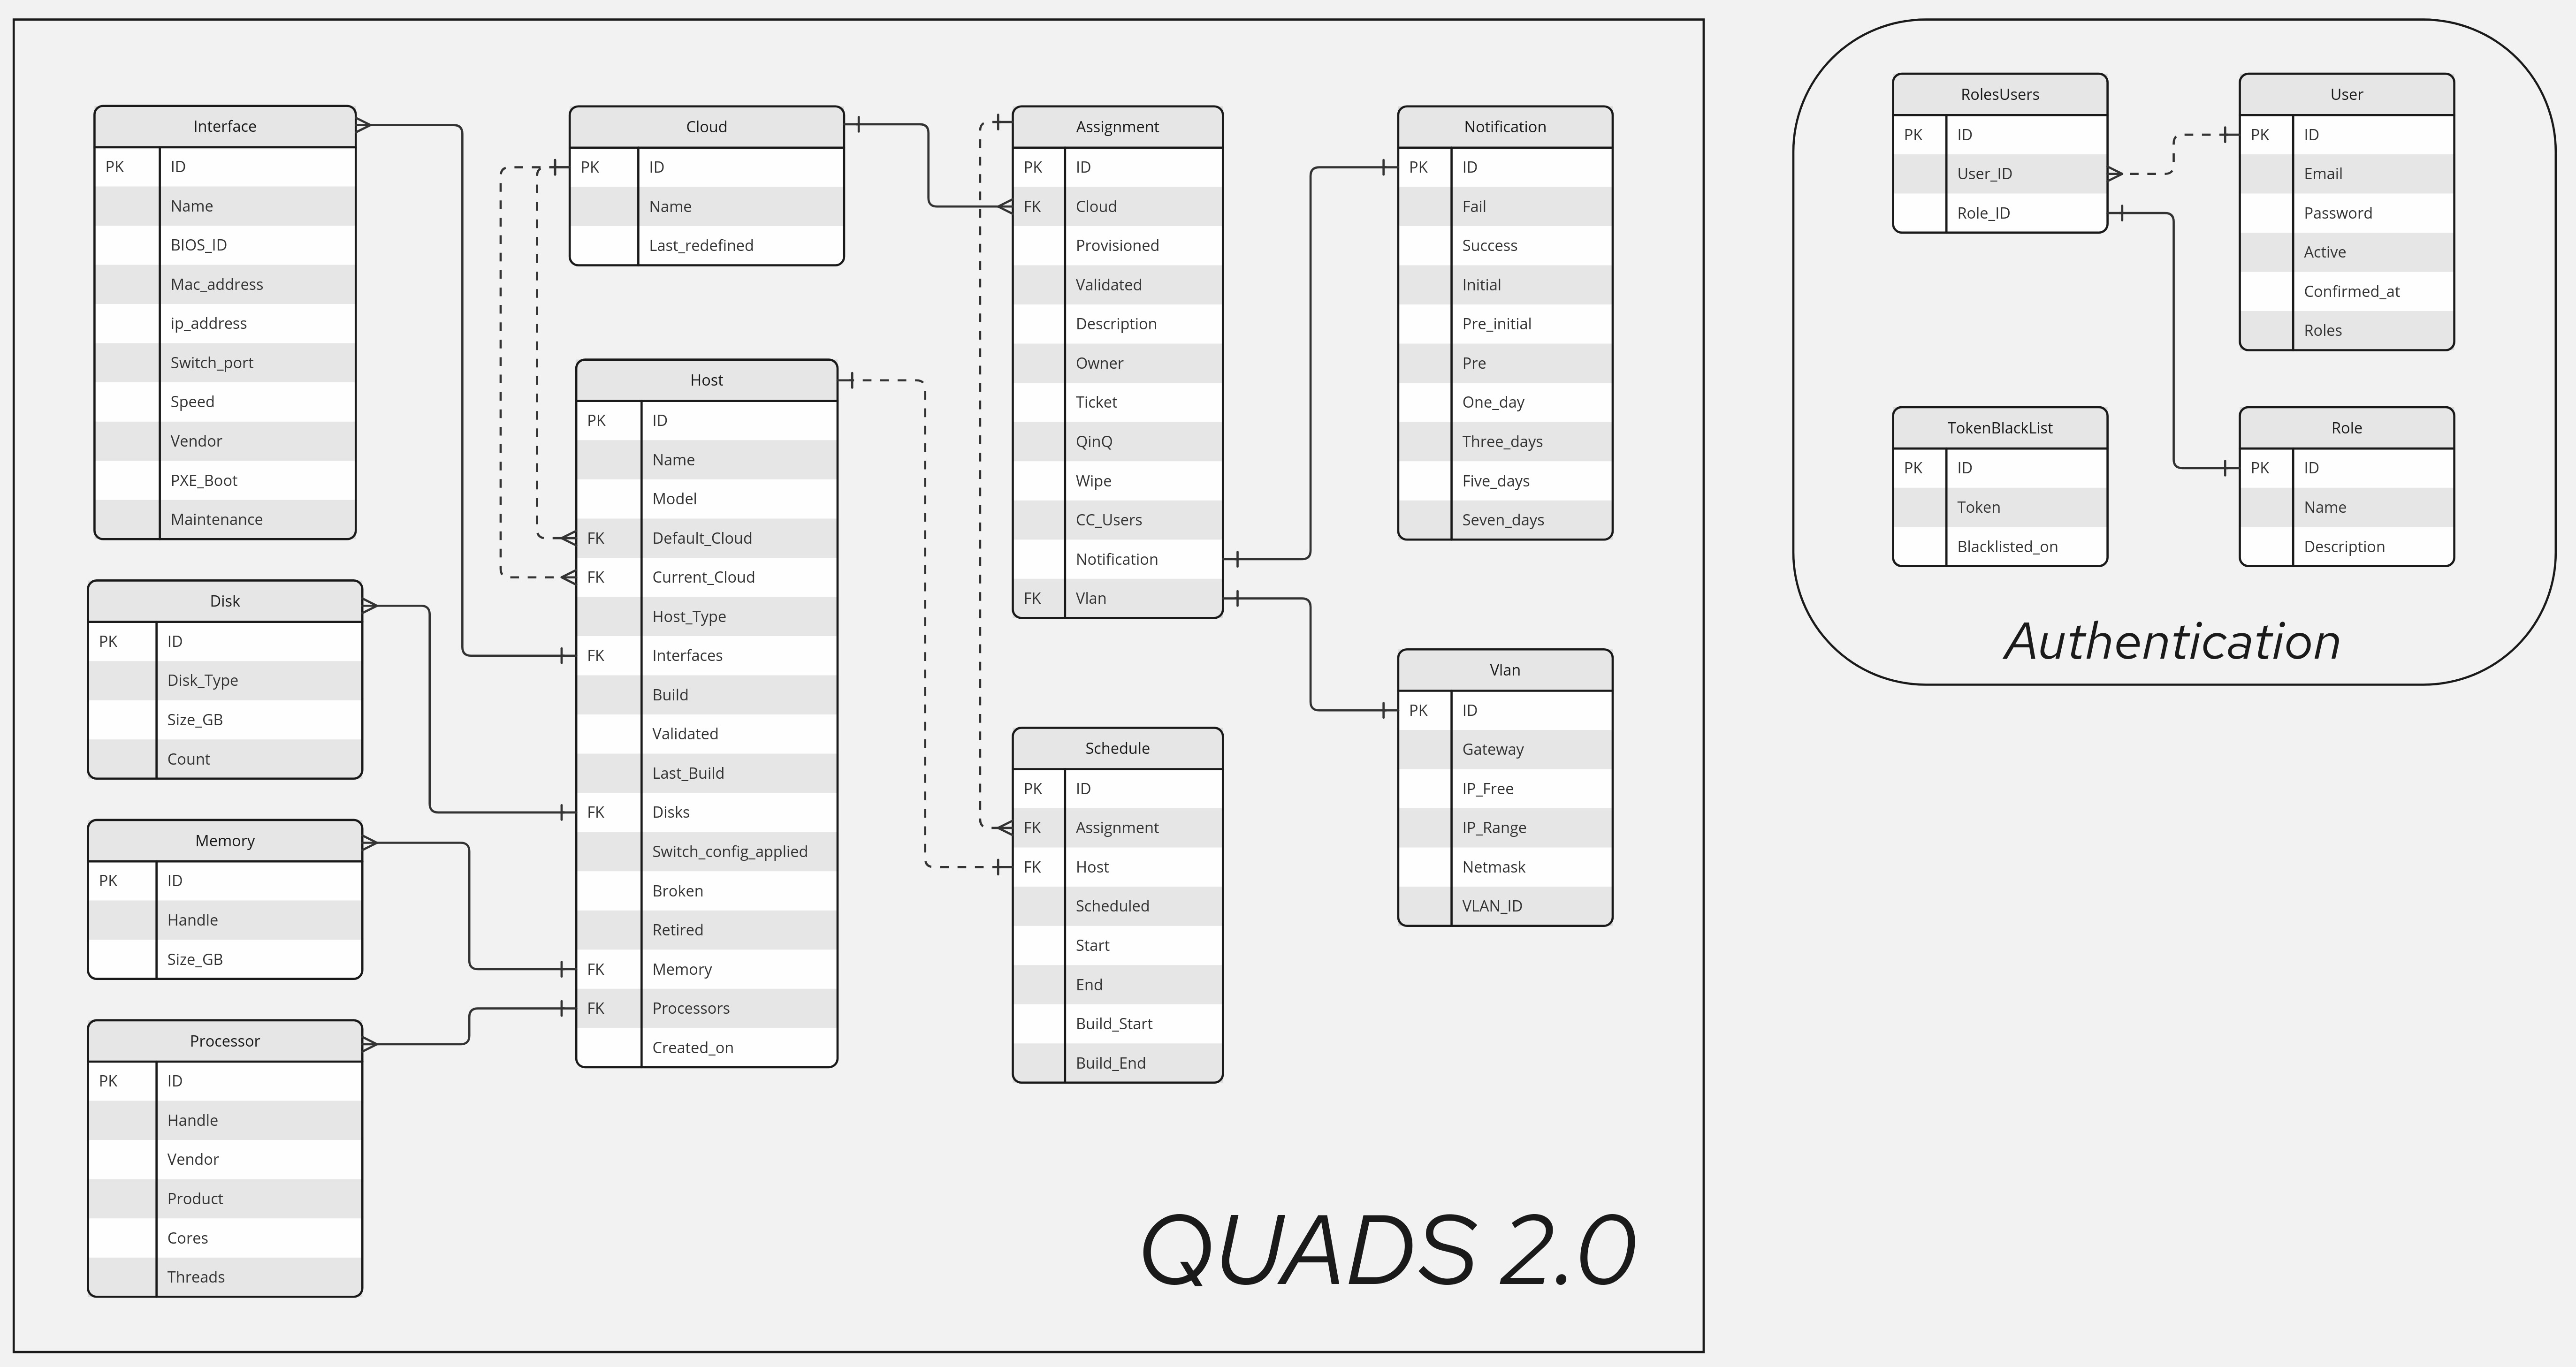 Interface
PK ID
Name
BIOS_ID
Mac_address
ip_address
Switch_port
Speed
Vendor
PXE_Boot
Maintenance
Disk
PK ID
Disk_Type
Size_GB
Count
Memory
PK ID
Handle
Size_GB
Processor
PK ID
Handle
Vendor
Product
Cores
Threads
Cloud
PK ID
Name
Last_redefined
Host
PK ID
Name
Model
FK Default_Cloud
FK Current_Cloud
Host_Type
FK Interfaces
Build
Validated
Last_Build
FK Disks
Switch_config_applied
Broken
Retired
FK Memory
FK Processors
Created_on
Assignment
PK ID
FK Cloud
Provisioned
Validated
Description
Owner
Ticket
QinQ
Wipe
CC_Users
Notification
FK Vlan
Schedule
PK ID
FK Assignment
FK Host
Scheduled
Start
End
Build_Start
Build_End
Notification
PK ID
Fail
Success
Initial
Pre_initial
Pre
One_day
Three_days
Five_days
Seven_days
Vlan
PK ID
Gateway
IP_Free
IP_Range
Netmask
VLAN_ID
QUADS 2.0
RolesUsers
PK ID
User_ID
Role_ID
User
PK ID
Email
Password
Active
Confirmed_at
Roles
TokenBlackList
PK ID
Token
Blacklisted_on
Role
PK ID
Name
Description
Authentication